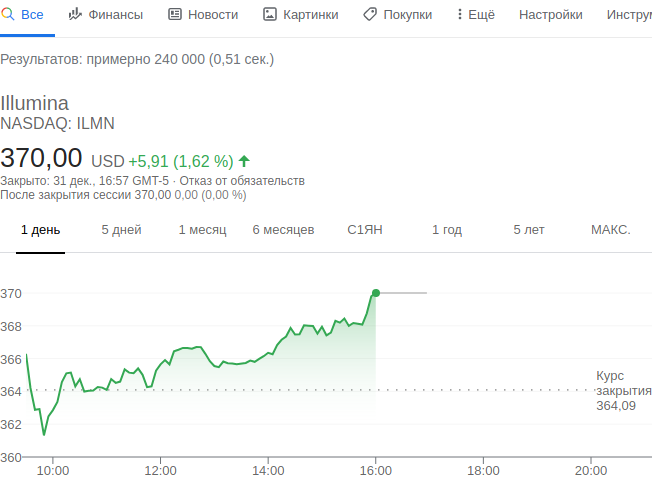 Все Финансы Новости Картинки Покупки Ещё Настройки Инстру
Результатов: примерно 240 000 (0,51 сек.)
Illumina
NASDAQ: ILMN
370,00 USD +5,91 (1,62 %)
Закрыто: 31 дек., 16:57 GMT-5 · Отказ от обязательств
После закрытия сессии 370,00 0,00 (0,00 %)
1 день 5 дней 1 месяц 6 месяцев С1ЯН 1 год 5 лет МАКС.
370
368
366
Курс
364 закрытия
364,09
362
360
10:00 12:00 14:00 16:00 18:00 20:00